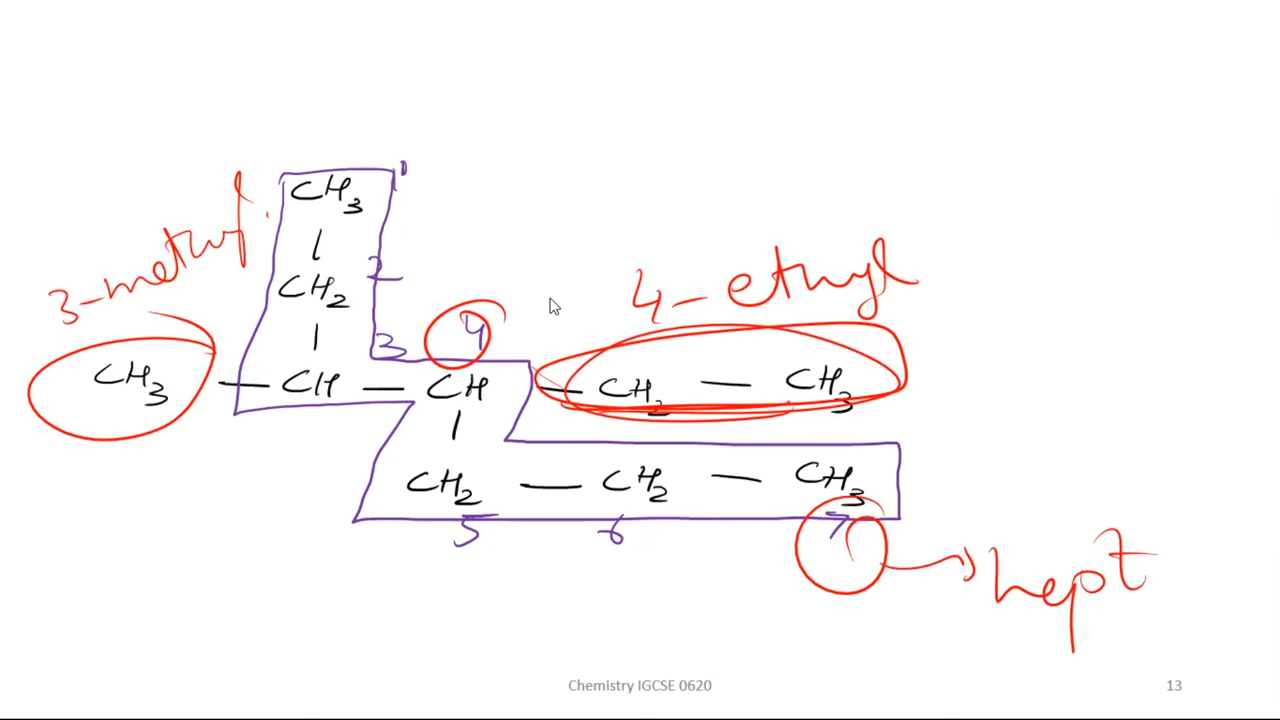 CH3 1
3-methyl
CH2 2
4-ethyl
3 4
CH3 — CH — CH — CH2 — CH3
CH2 — CH2 — CH3
5 6 7
hept
Chemistry IGCSE 0620
13